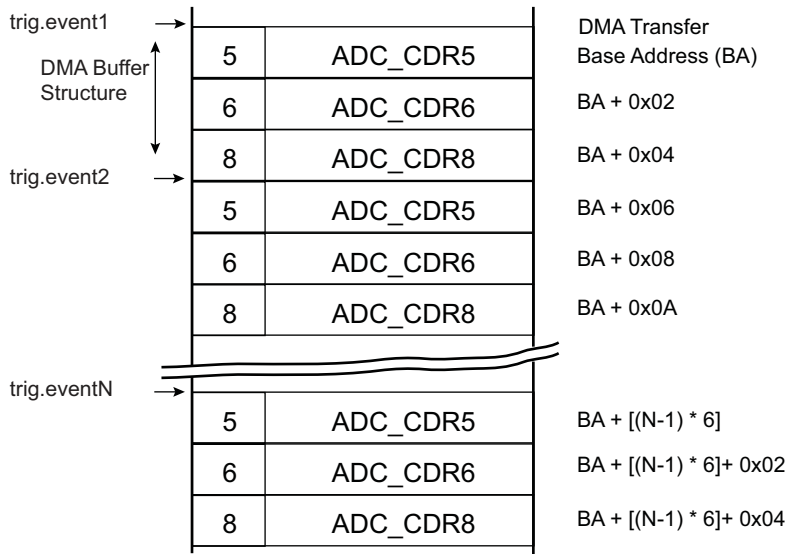 trig.event1
DMA Transfer
5 ADC_CDR5 Base Address (BA)
DMA Buffer
Structure
6 ADC_CDR6 BA + 0x02
8 ADC_CDR8 BA + 0x04
trig.event2
5 ADC_CDR5 BA + 0x06
6 ADC_CDR6 BA + 0x08
8 ADC_CDR8 BA + 0x0A
trig.eventN
5 ADC_CDR5 BA + [(N-1) * 6]
6 ADC_CDR6 BA + [(N-1) * 6]+ 0x02
8 ADC_CDR8 BA + [(N-1) * 6]+ 0x04